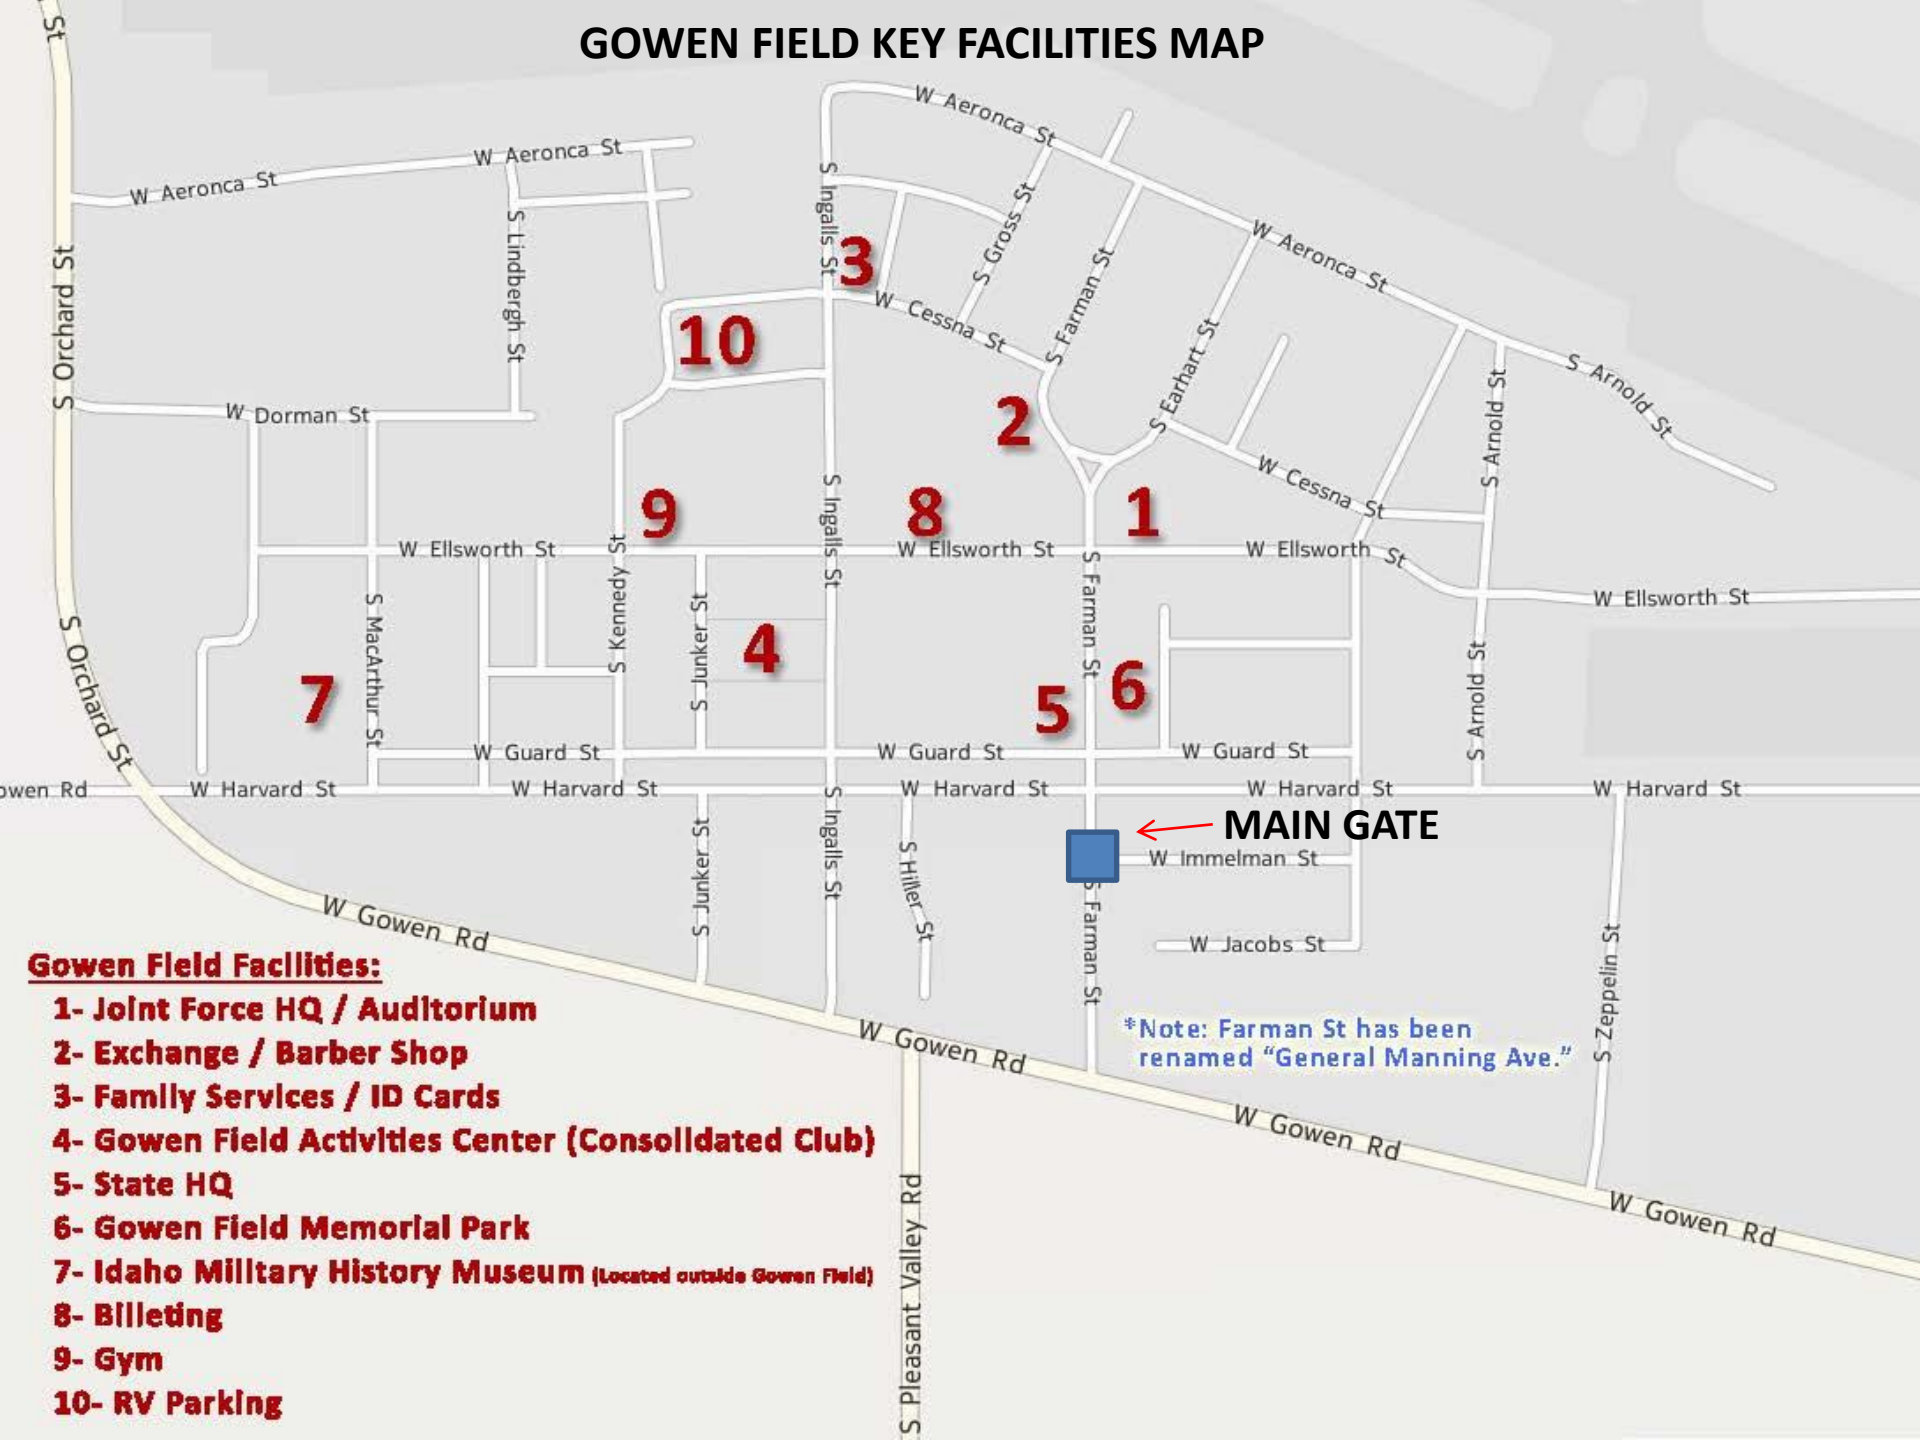 GOWEN FIELD KEY FACILITIES MAP
St
W Aeronca St
W Aeronca St
W Aeronca St
W Aeronca St
S Orchard St
S Lindbergh St
S Ingalls St
S Gross St
S Farman St
S Earhart St
S Arnold St
S Arnold St
3
W Cessna St
10
2
W Dorman St
W Cessna St
9
8
1
S Ingalls St
W Ellsworth St
W Ellsworth St
W Ellsworth St
W Ellsworth St
S Orchard St
S MacArthur St
S Kennedy St
S Junker St
S Farman St
S Arnold St
4
7
5
6
W Guard St
W Guard St
W Guard St
owen Rd
W Harvard St
W Harvard St
W Harvard St
W Harvard St
W Harvard St
MAIN GATE
S Junker St
S Ingalls St
S Hiller St
W Immelman St
S Farman St
W Jacobs St
S Zeppelin St
W Gowen Rd
W Gowen Rd
W Gowen Rd
W Gowen Rd
S Pleasant Valley Rd
*Note: Farman St has been
renamed “General Manning Ave.”
Gowen Field Facilities:
1- Joint Force HQ / Auditorium
2- Exchange / Barber Shop
3- Family Services / ID Cards
4- Gowen Field Activities Center (Consolidated Club)
5- State HQ
6- Gowen Field Memorial Park
7- Idaho Military History Museum (Located outside Gowen Field)
8- Billeting
9- Gym
10- RV Parking